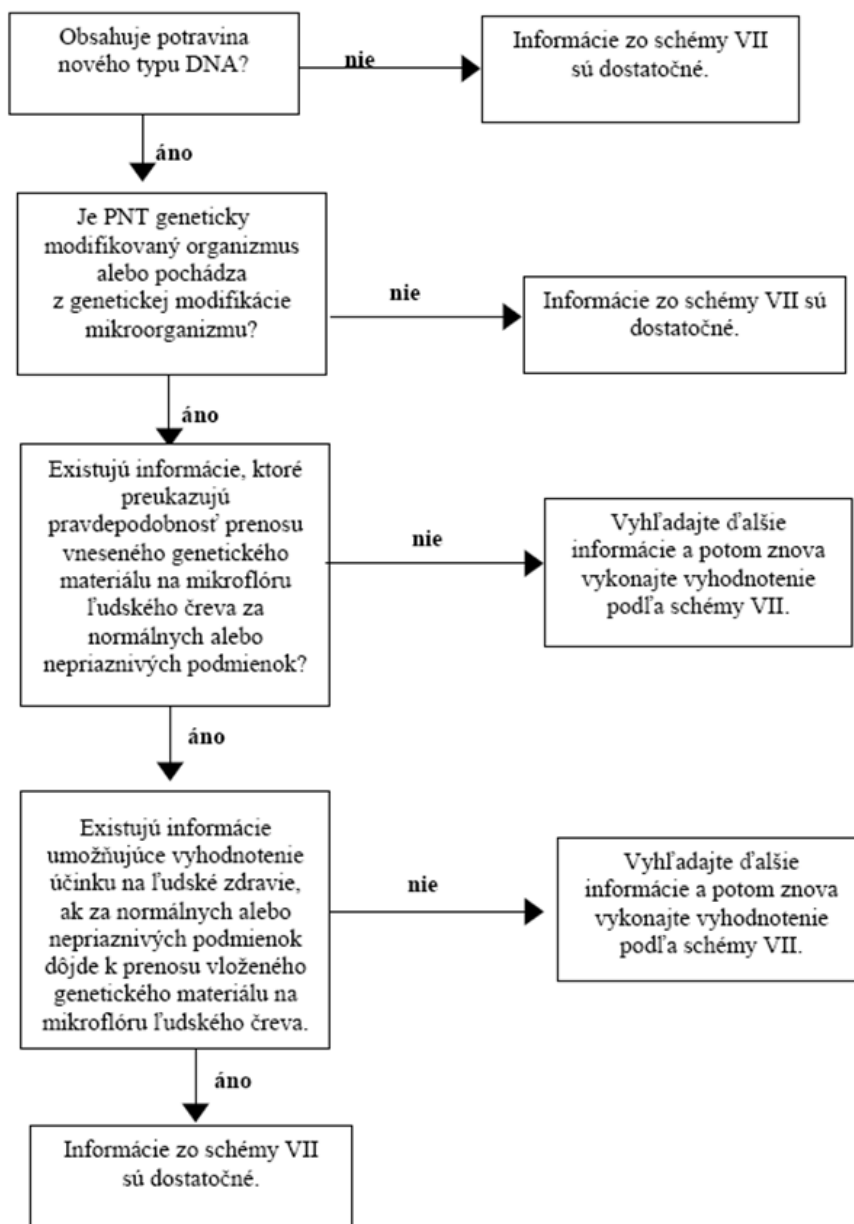 Obsahuje potravina
nového typu DNA?
nie
Informácie zo schémy VII
sú dostatočné.
áno
Je PNT geneticky
modifikovaný organizmus
alebo pochádza
z genetickej modifikácie
mikroorganizmu?
nie
Informácie zo schémy VII sú
dostatočné.
áno
Existujú informácie, ktoré
preukazujú
pravdepodobnosť prenosu
vneseného genetického
materiálu na mikroflóru
ľudského čreva za
normálnych alebo
nepriaznivých podmienok?
nie
Vyhľadajte ďalšie
informácie a potom znova
vykonajte vyhodnotenie
podľa schémy VII.
áno
Existujú informácie
umožňujúce vyhodnotenie
účinku na ľudské zdravie,
ak za normálnych alebo
nepriaznivých podmienok
dôjde k prenosu vloženého
genetického materiálu na
mikroflóru ľudského čreva.
nie
Vyhľadajte ďalšie
informácie a potom znova
vykonajte vyhodnotenie
podľa schémy VII.
áno
Informácie zo schémy VII
sú dostatočné.